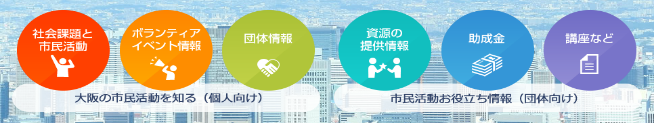 社会課題と
市民活動
ボランティア
イベント情報
団体情報
資源の
提供情報
助成金
講座など
大阪の市民活動を知る（個人向け）
市民活動お役立ち情報（団体向け）